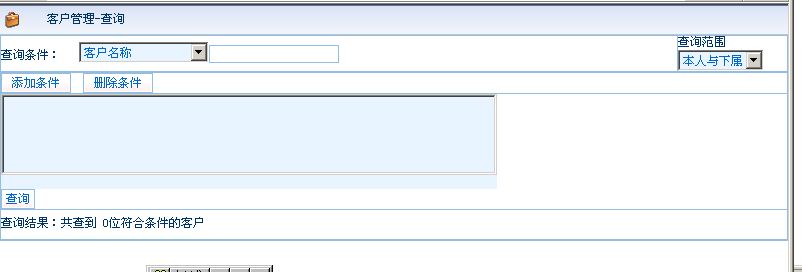 客户管理-查询
查询条件： 客户名称
查询范围
本人与下属
添加条件 删除条件
查询
查询结果：共查到 0位符合条件的客户